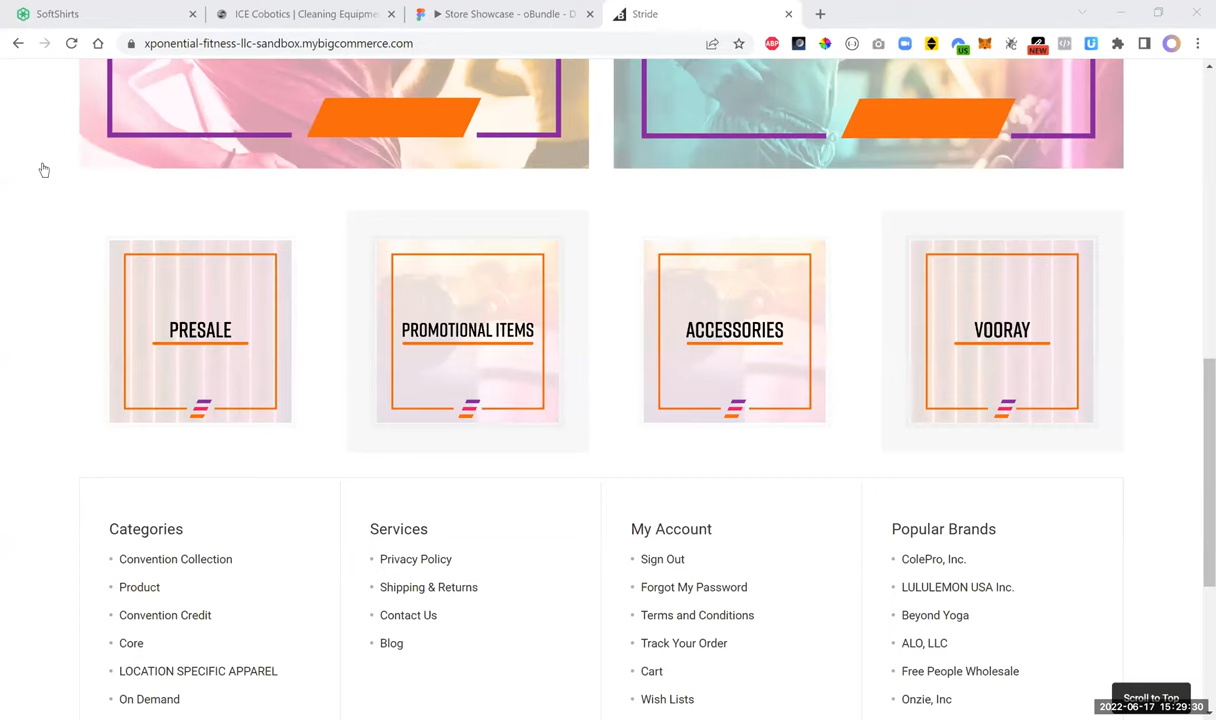 SoftShirts
ICE Cobotics | Cleaning Equipme
Store Showcase - oBundle - D
Stride
xponential-fitness-llc-sandbox.mybigcommerce.com
ABP
US
NEW
PRESALE
PROMOTIONAL ITEMS
ACCESSORIES
VOORAY
Categories
Convention Collection
Product
Convention Credit
Core
LOCATION SPECIFIC APPAREL
On Demand
Services
Privacy Policy
Shipping & Returns
Contact Us
Blog
My Account
Sign Out
Forgot My Password
Terms and Conditions
Track Your Order
Cart
Wish Lists
Popular Brands
ColePro, Inc.
LULULEMON USA Inc.
Beyond Yoga
ALO, LLC
Free People Wholesale
Onzie, Inc
Scroll to Top
2022-06-17 15:29:30